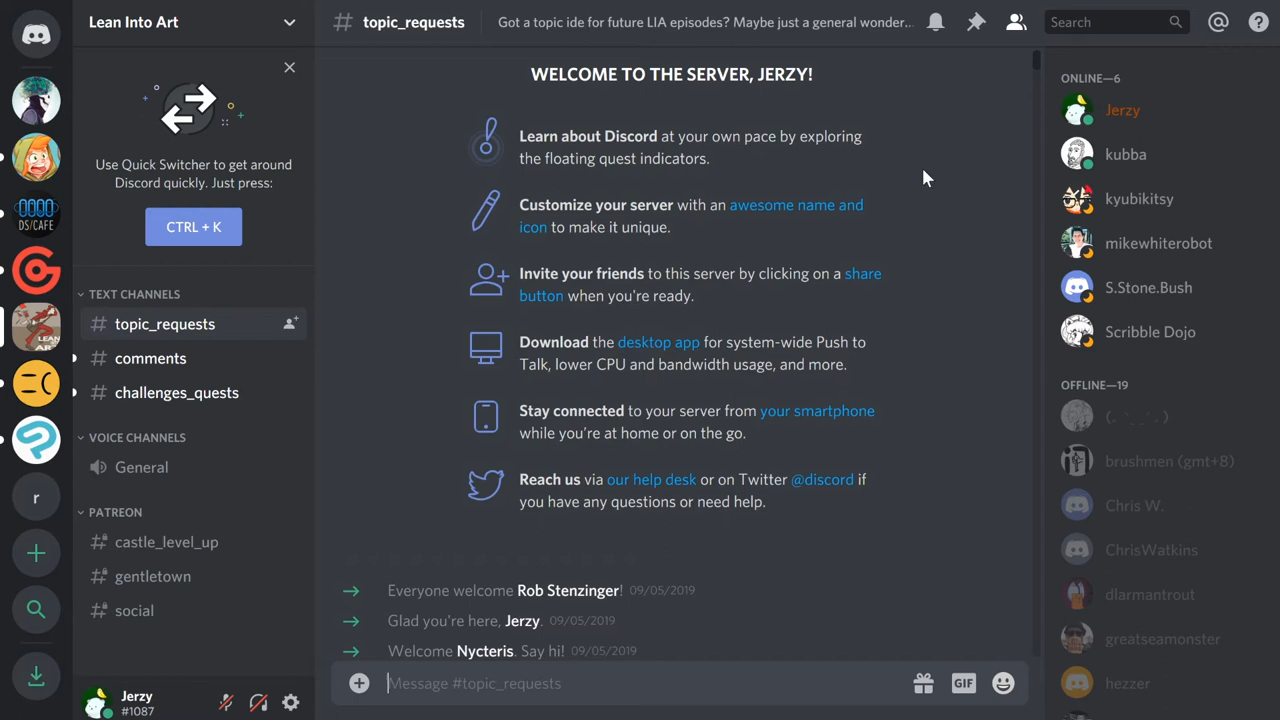 Lean Into Art
Use Quick Switcher to get around
Discord quickly. Just press:
CTRL + K
TEXT CHANNELS
# topic_requests
# comments
# challenges_quests
VOICE CHANNELS
General
PATREON
castle_level_up
gentletown
social
Jerzy
#1087
DS/CAFE
LEAN
r
# topic_requests
Got a topic ide for future LIA episodes? Maybe just a general wonder...
Search
WELCOME TO THE SERVER, JERZY!
Learn about Discord at your own pace by exploring
the floating quest indicators.
Customize your server with an awesome name and
icon to make it unique.
Invite your friends to this server by clicking on a share
button when you're ready.
Download the desktop app for system-wide Push to
Talk, lower CPU and bandwidth usage, and more.
Stay connected to your server from your smartphone
while you're at home or on the go.
Reach us via our help desk or on Twitter @discord if
you have any questions or need help.
Everyone welcome Rob Stenzinger! 09/05/2019
Glad you're here, Jerzy. 09/05/2019
Welcome Nycteris. Say hi! 09/05/2019
Message #topic_requests
GIF
ONLINE—6
Jerzy
kubba
kyubikitsy
mikewhiterobot
S.Stone.Bush
Scribble Dojo
OFFLINE—19
brushmen (gmt+8)
Chris W.
ChrisWatkins
dlarmantrout
greatseamonster
hezzer